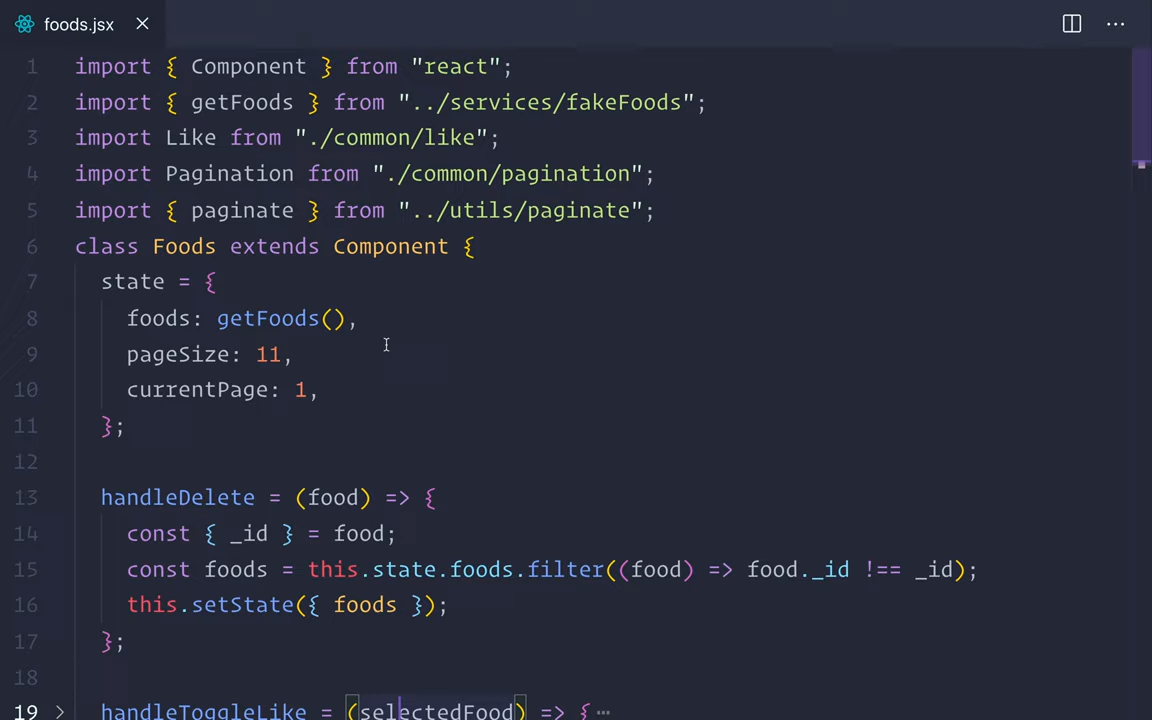 foods.jsx
1 import { Component } from "react";
2 import { getFoods } from "../services/fakeFoods";
3 import Like from "./common/like";
4 import Pagination from "./common/pagination";
5 import { paginate } from "../utils/paginate";
6 class Foods extends Component {
7 state = {
8 foods: getFoods(),
9 pageSize: 11,
10 currentPage: 1,
11 };
12
13 handleDelete = (food) => {
14 const { _id } = food;
15 const foods = this.state.foods.filter((food) => food._id !== _id);
16 this.setState({ foods });
17 };
18
19 handleToggleLike = (selectedFood) => {